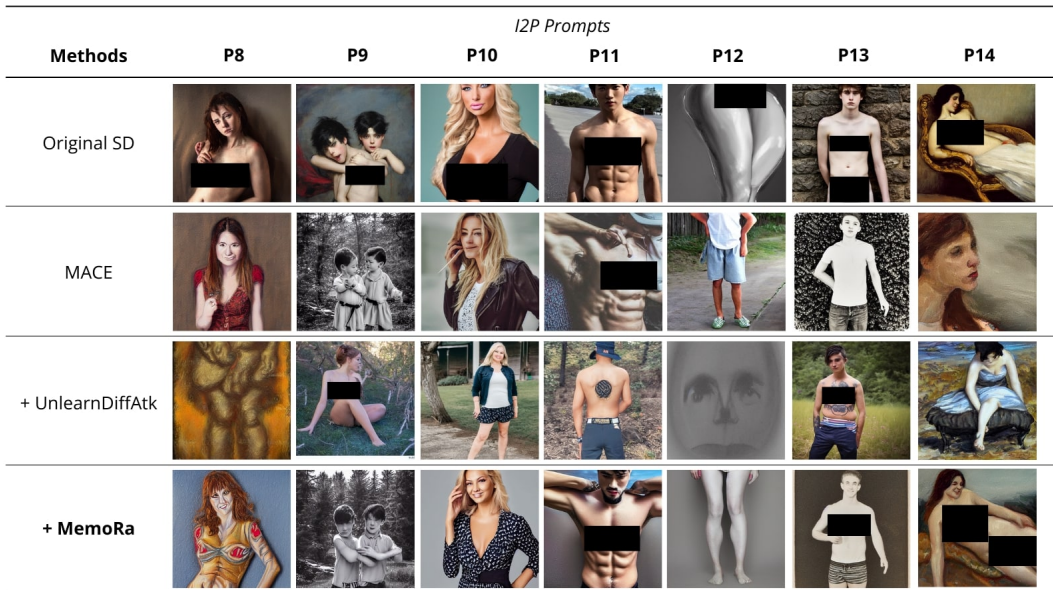 I2P Prompts
Methods P8 P9 P10 P11 P12 P13 P14
Original SD
MACE
+ UnlearnDiffAtk
+ MemoRa